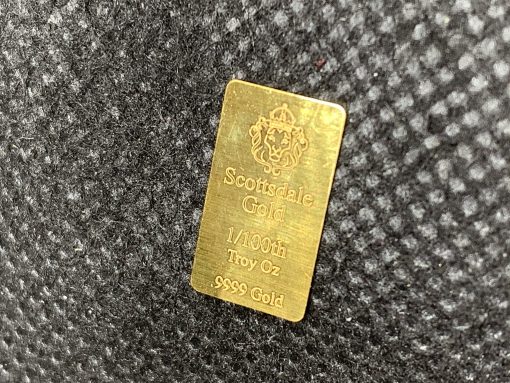 Scottsdale
Gold
1/100th
Troy Oz
.9999 Gold